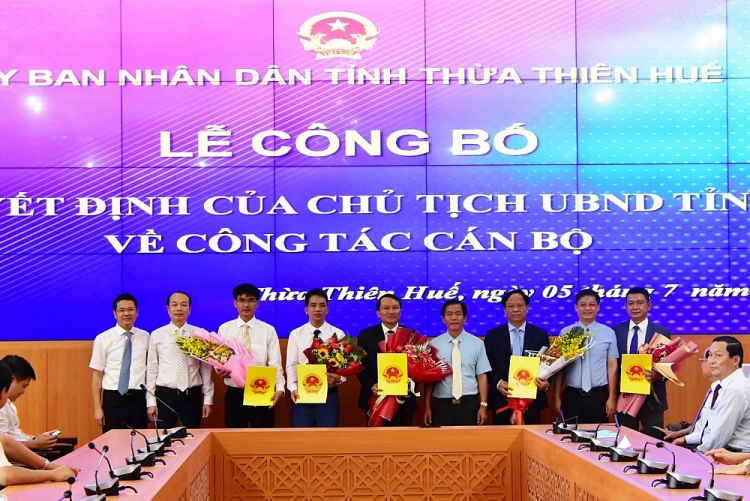 Y BAN NHÂN DÂN TỈNH THỪA THIÊN HUẾ
LỄ CÔNG BỐ
YẾT ĐỊNH CỦA CHỦ TỊCH UBND TỈN
VỀ CÔNG TÁC CÁN BỘ
Thừa Thiên Huế, ngày 05 tháng 7 năm